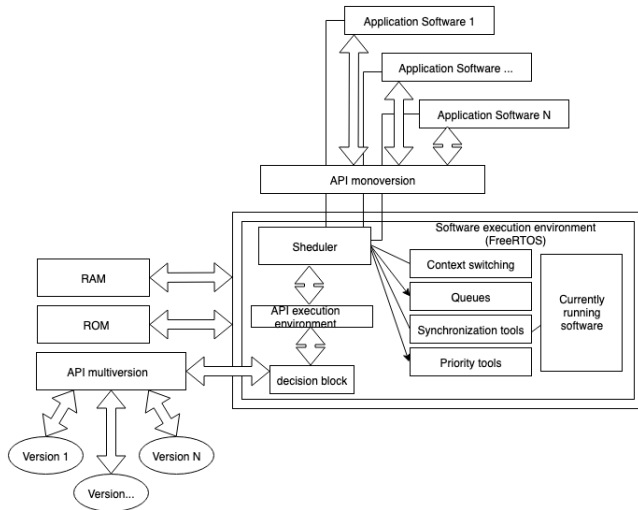 Application Software 1
Application Software ...
Application Software N
API monoversion
Software execution environment
(FreeRTOS)
Sheduler
Context switching
RAM
Queues
Currently
running
software
API execution
environment
ROM
Synchronization tools
Priority tools
API multiversion
decision block
Version 1
Version N
Version...